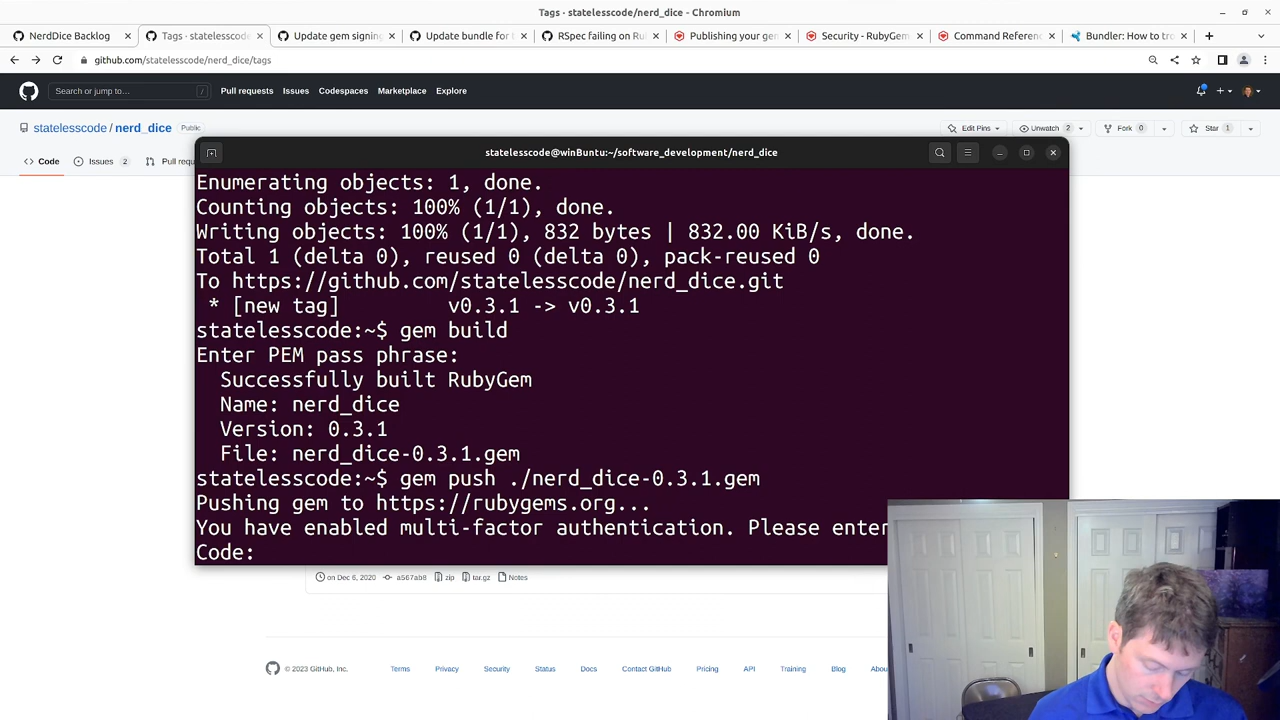 Tags · statelesscode/nerd_dice - Chromium
NerdDice Backlog
Tags · statelesscode
Update gem signing
Update bundle for
RSpec failing on Ru
Publishing your ge
Security - RubyGem
Command Referenc
Bundler: How to tr
github.com/statelesscode/nerd_dice/tags
Search or jump to…
/
Pull requests
Issues
Codespaces
Marketplace
Explore
statelesscode / nerd_dice
Public
Edit Pins
Unwatch 2
Fork 0
Star 1
Code
Issues 2
Pull requ
statelesscode@winBuntu:~/software_development/nerd_dice
Enumerating objects: 1, done.
Counting objects: 100% (1/1), done.
Writing objects: 100% (1/1), 832 bytes | 832.00 KiB/s, done.
Total 1 (delta 0), reused 0 (delta 0), pack-reused 0
To https://github.com/statelesscode/nerd_dice.git
* [new tag] v0.3.1 -> v0.3.1
statelesscode:~$ gem build
Enter PEM pass phrase:
Successfully built RubyGem
Name: nerd_dice
Version: 0.3.1
File: nerd_dice-0.3.1.gem
statelesscode:~$ gem push ./nerd_dice-0.3.1.gem
Pushing gem to https://rubygems.org...
You have enabled multi-factor authentication. Please enter
Code:
on Dec 6, 2020
a567ab8
zip
tar.gz
Notes
© 2023 GitHub, Inc.
Terms
Privacy
Security
Status
Docs
Contact GitHub
Pricing
API
Training
Blog
Abou